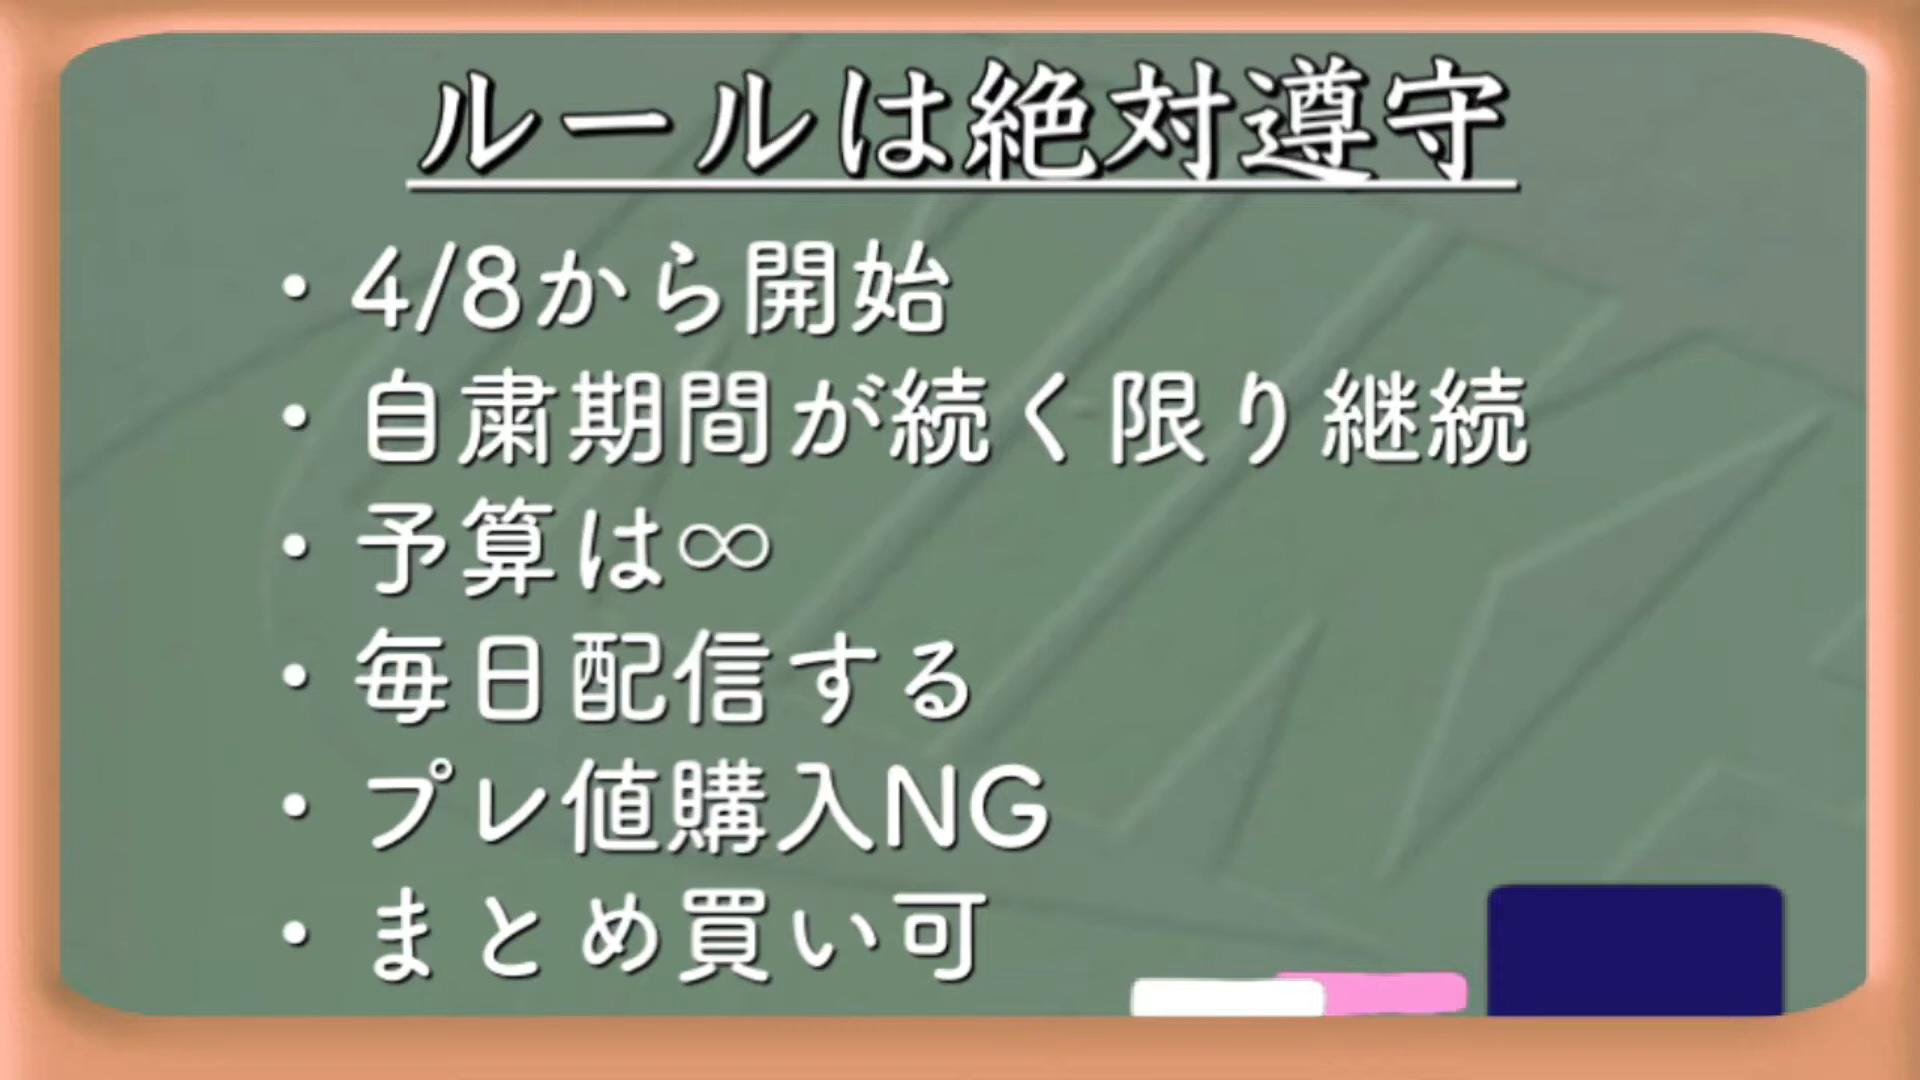 ルールは絶対遵守
・4/8から開始
・自粛期間が続く限り継続
・予算は∞
・毎日配信する
・プレ値購入NG
・まとめ買い可